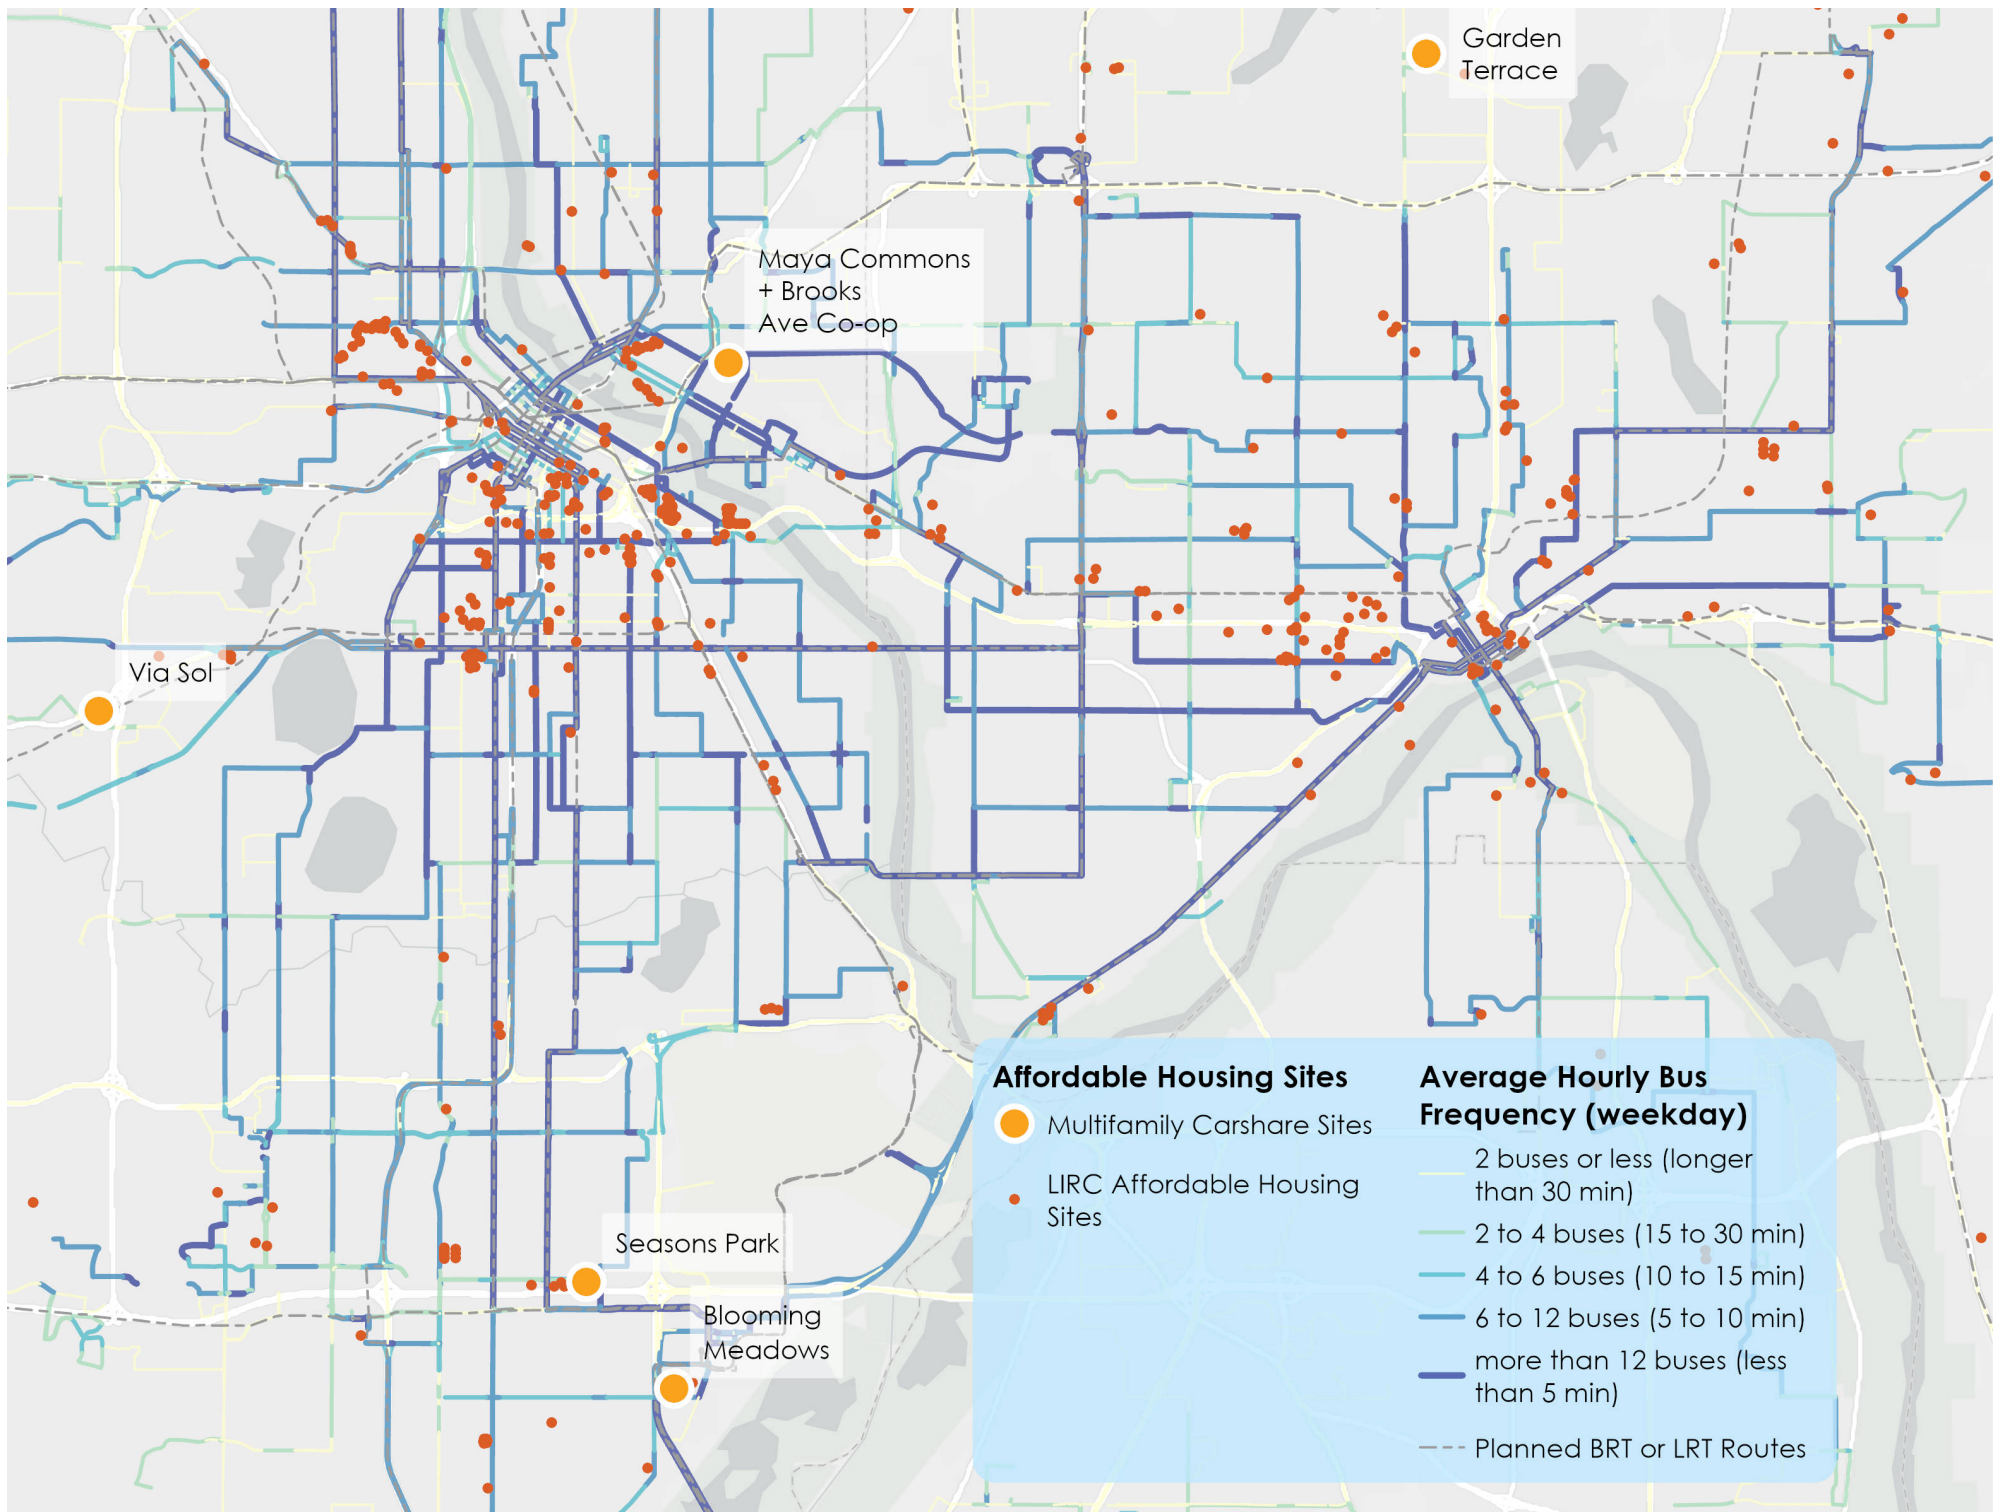 Garden
Terrace
Maya Commons
+ Brooks
Ave Co-op
Via Sol
Seasons Park
Blooming
Meadows
Affordable Housing Sites
Multifamily Carshare Sites
LIRC Affordable Housing
Sites
Average Hourly Bus
Frequency (weekday)
2 buses or less (longer
than 30 min)
2 to 4 buses (15 to 30 min)
4 to 6 buses (10 to 15 min)
6 to 12 buses (5 to 10 min)
more than 12 buses (less
than 5 min)
Planned BRT or LRT Routes